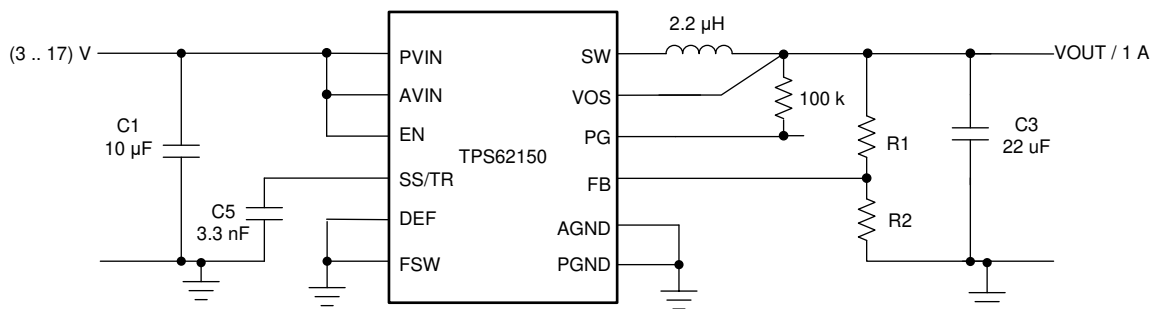 2.2 µH
(3 .. 17) V
PVIN
SW
VOUT / 1 A
AVIN
VOS
100 k
C1
10 µF
EN
PG
C3
22 uF
TPS62150
R1
SS/TR
FB
C5
3.3 nF
DEF
AGND
R2
FSW
PGND